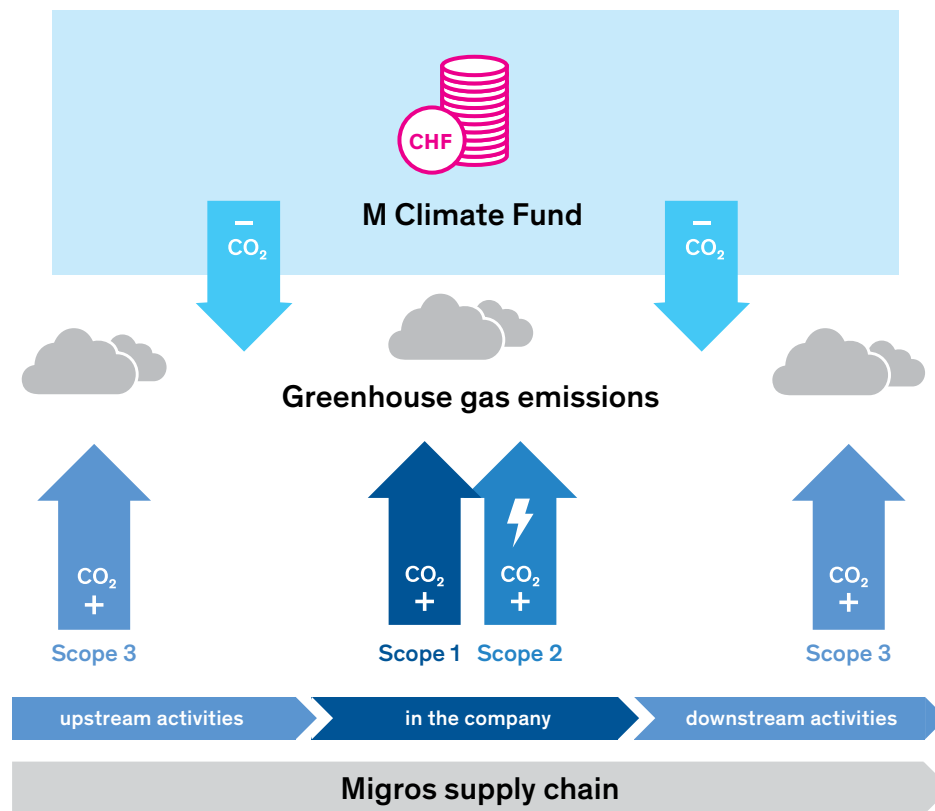 CHF
M Climate Fund
–
CO₂
–
CO₂
Greenhouse gas emissions
CO₂
+
CO₂
+
CO₂
+
CO₂
+
Scope 3
Scope 1
Scope 2
Scope 3
upstream activities
in the company
downstream activities
Migros supply chain